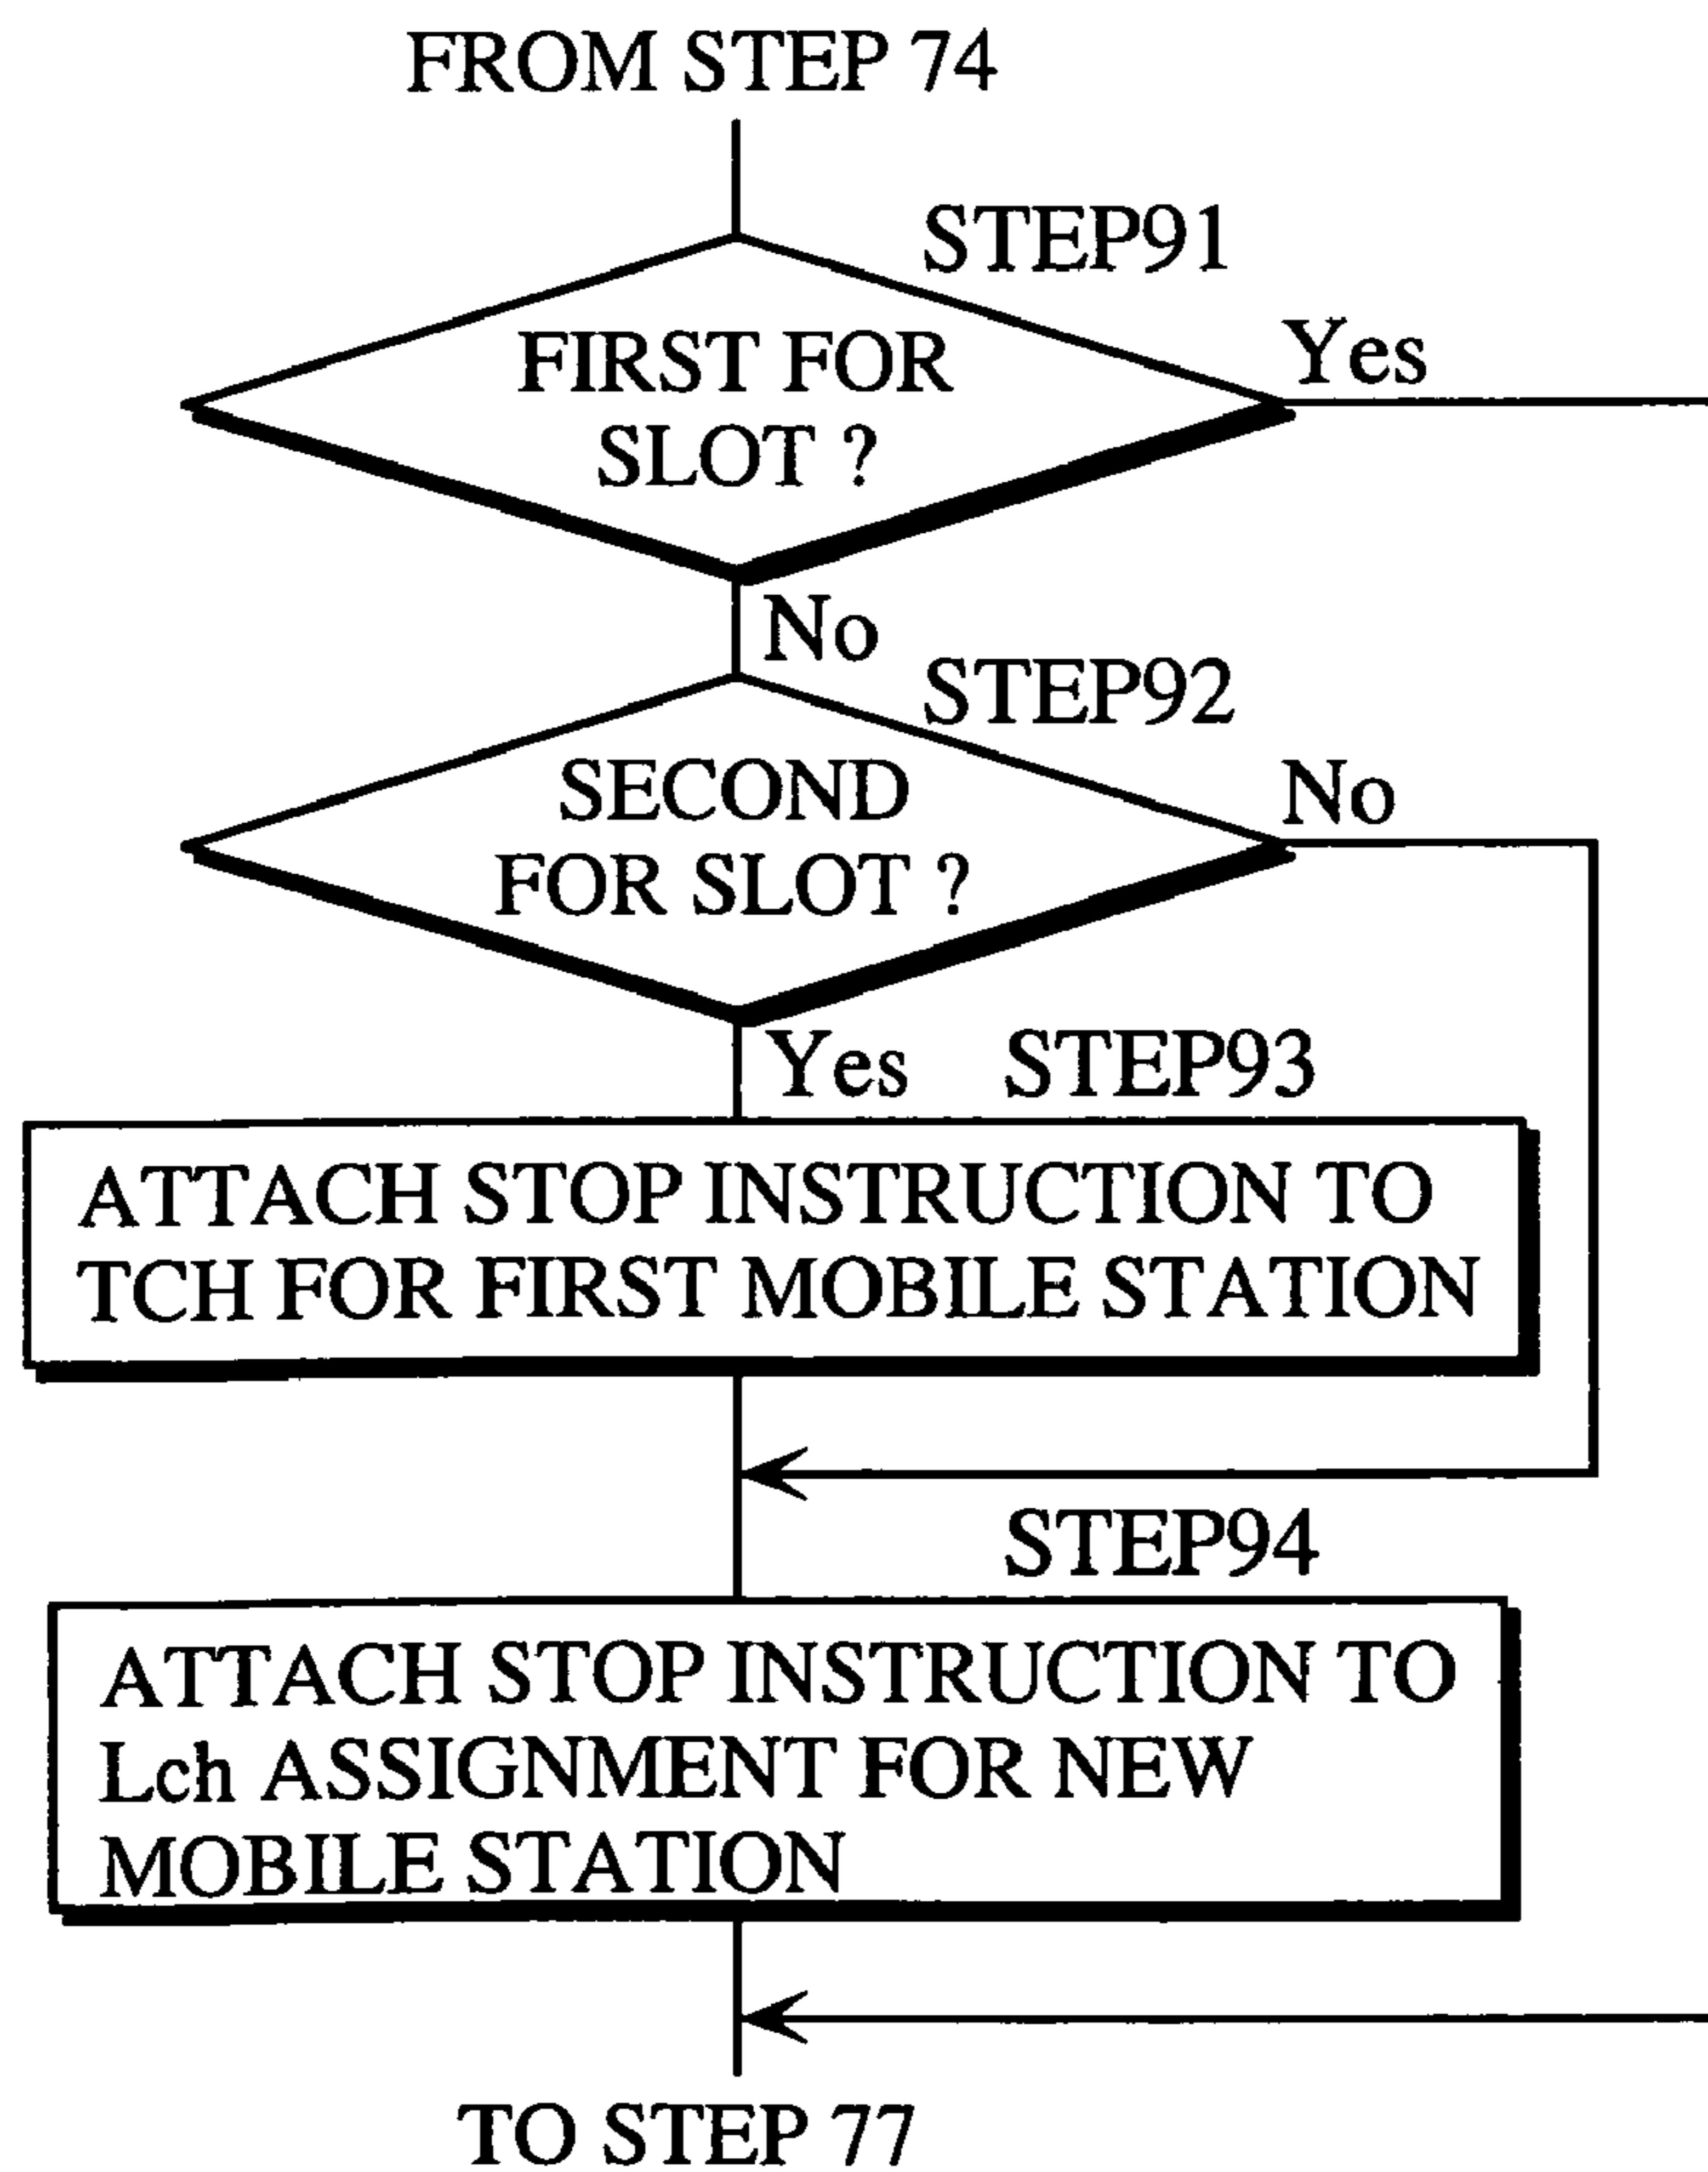 FROM STEP 74
STEP91
FIRST FOR
SLOT ?
Yes
No
STEP92
SECOND
FOR SLOT ?
No
Yes
STEP93
ATTACH STOP INSTRUCTION TO
TCH FOR FIRST MOBILE STATION
STEP94
ATTACH STOP INSTRUCTION TO
Lch ASSIGNMENT FOR NEW
MOBILE STATION
TO STEP 77